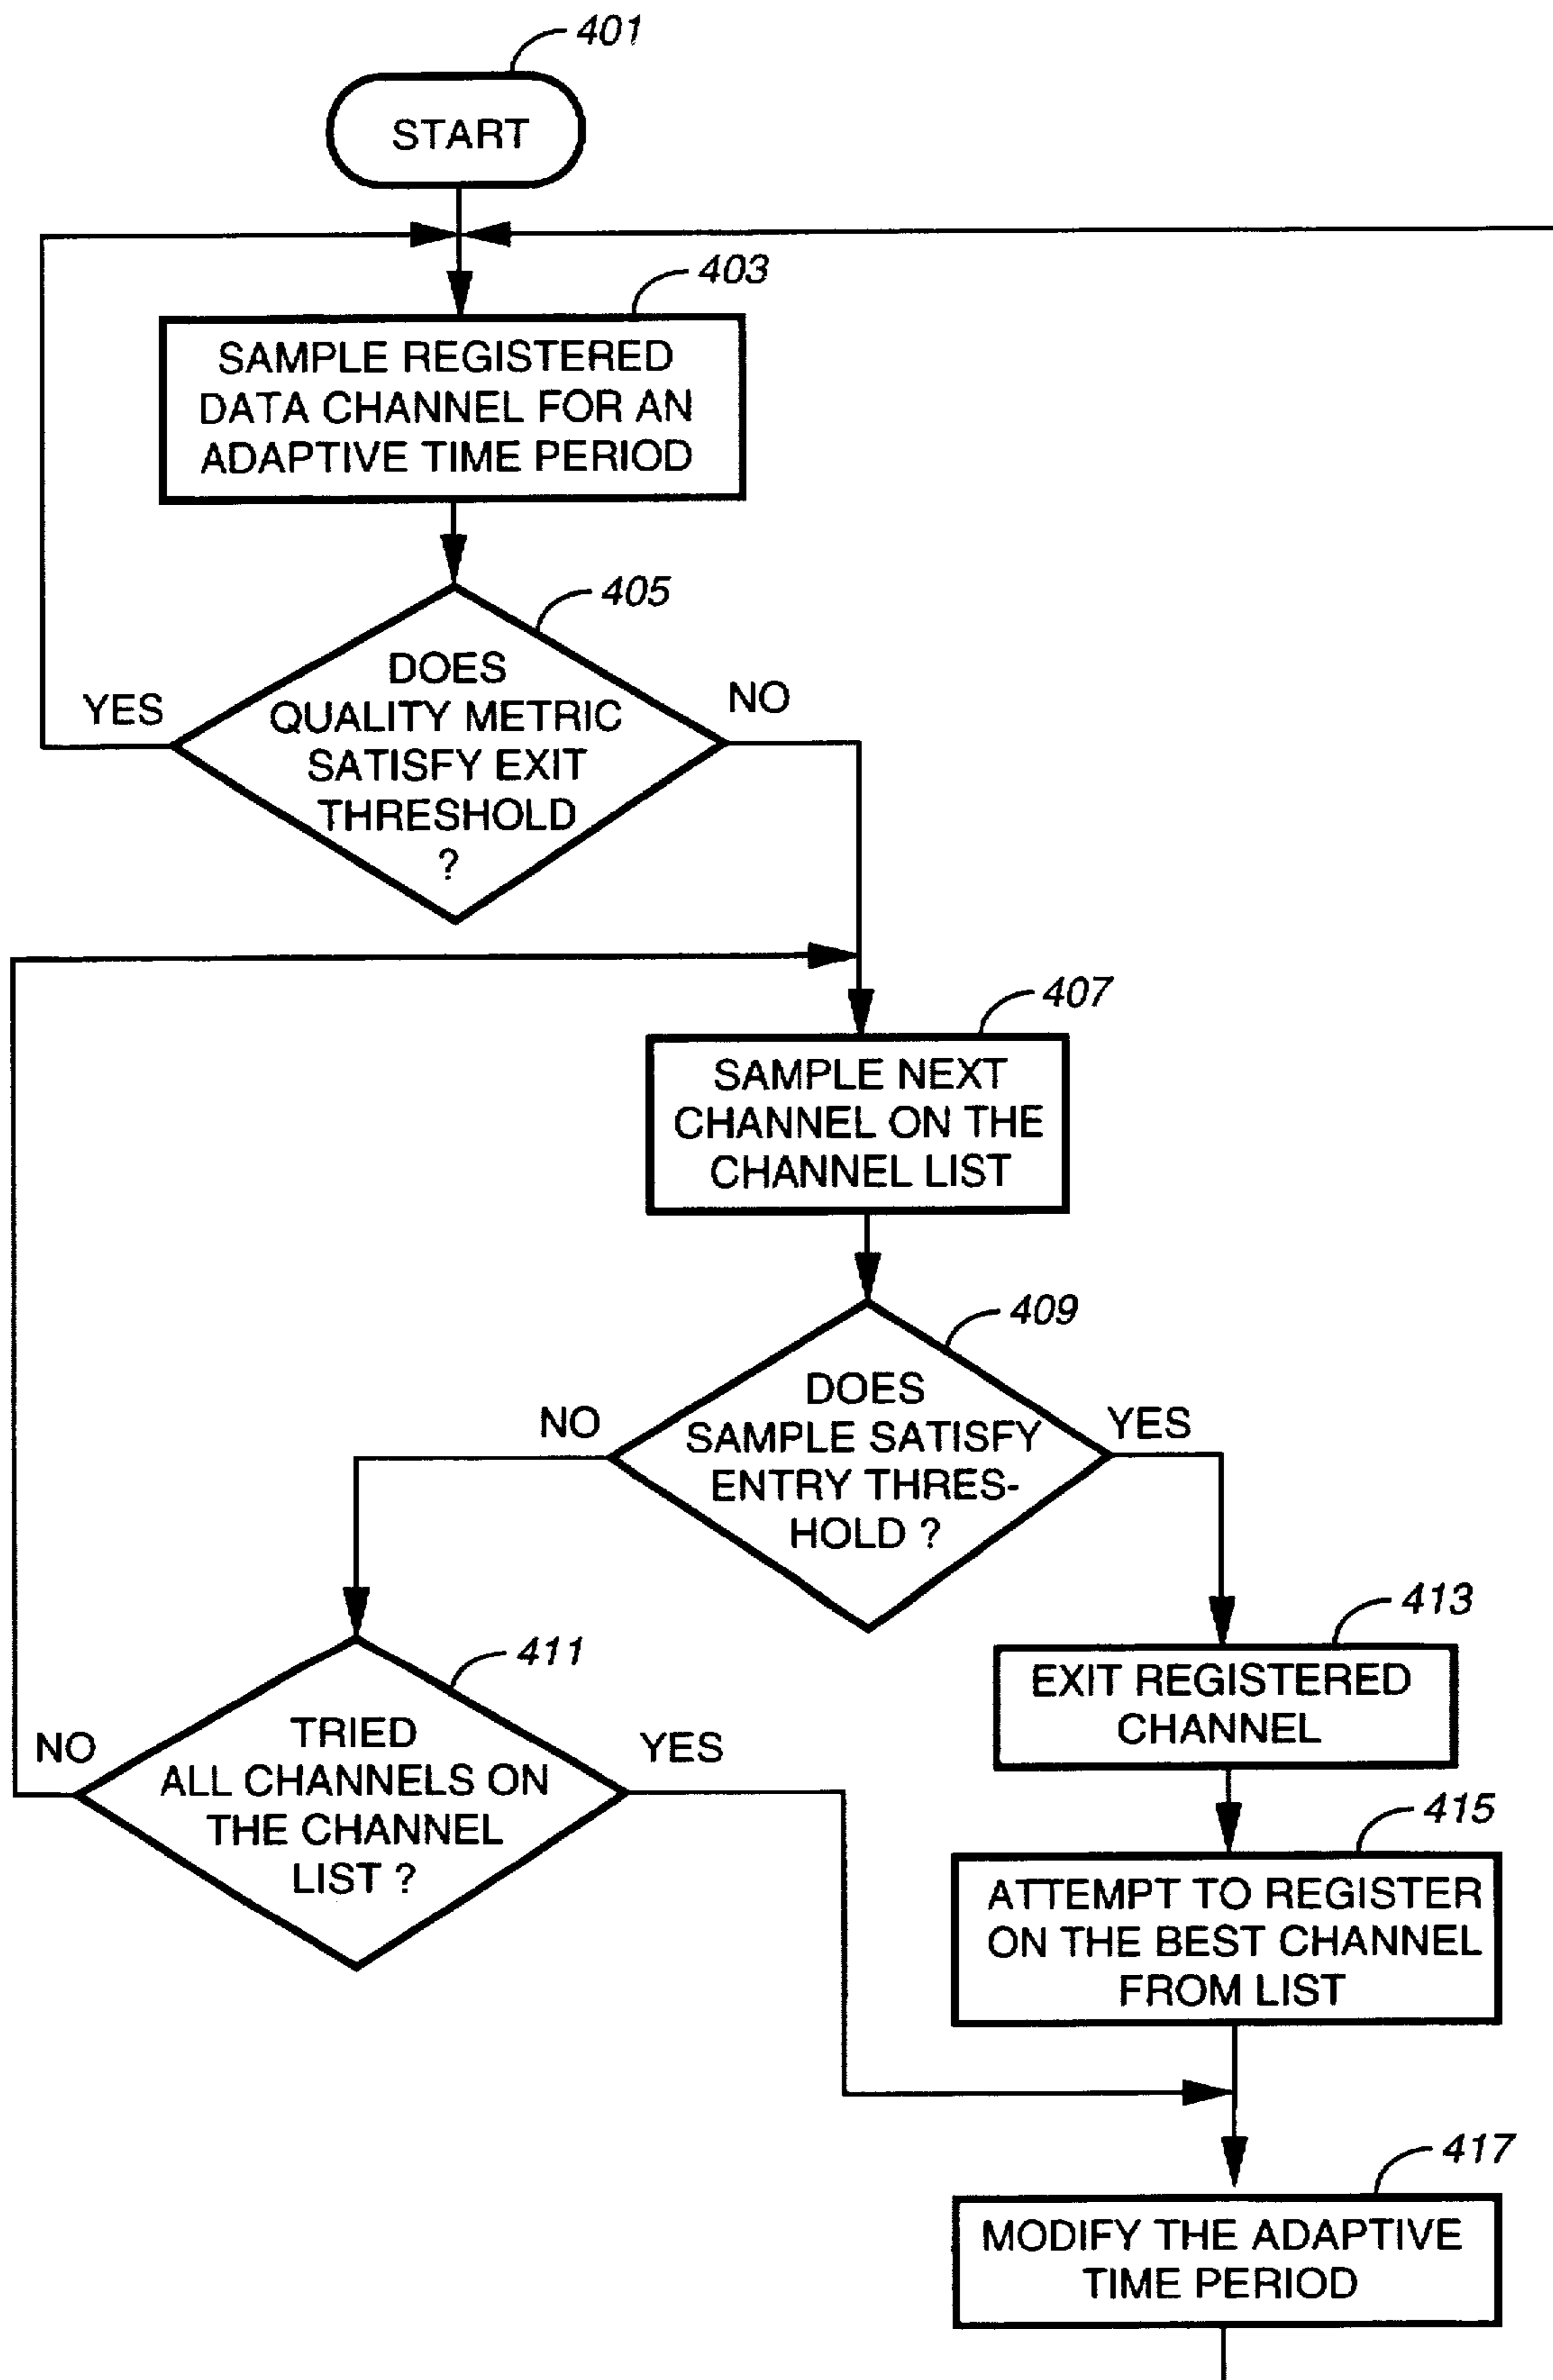 401
START
403
SAMPLE REGISTERED
DATA CHANNEL FOR AN
ADAPTIVE TIME PERIOD
405
DOES
QUALITY METRIC
SATISFY EXIT
THRESHOLD
?
YES
NO
407
SAMPLE NEXT
CHANNEL ON THE
CHANNEL LIST
409
DOES
SAMPLE SATISFY
ENTRY THRES-
HOLD ?
NO
YES
411
TRIED
ALL CHANNELS ON
THE CHANNEL
LIST ?
NO
YES
413
EXIT REGISTERED
CHANNEL
415
ATTEMPT TO REGISTER
ON THE BEST CHANNEL
FROM LIST
417
MODIFY THE ADAPTIVE
TIME PERIOD